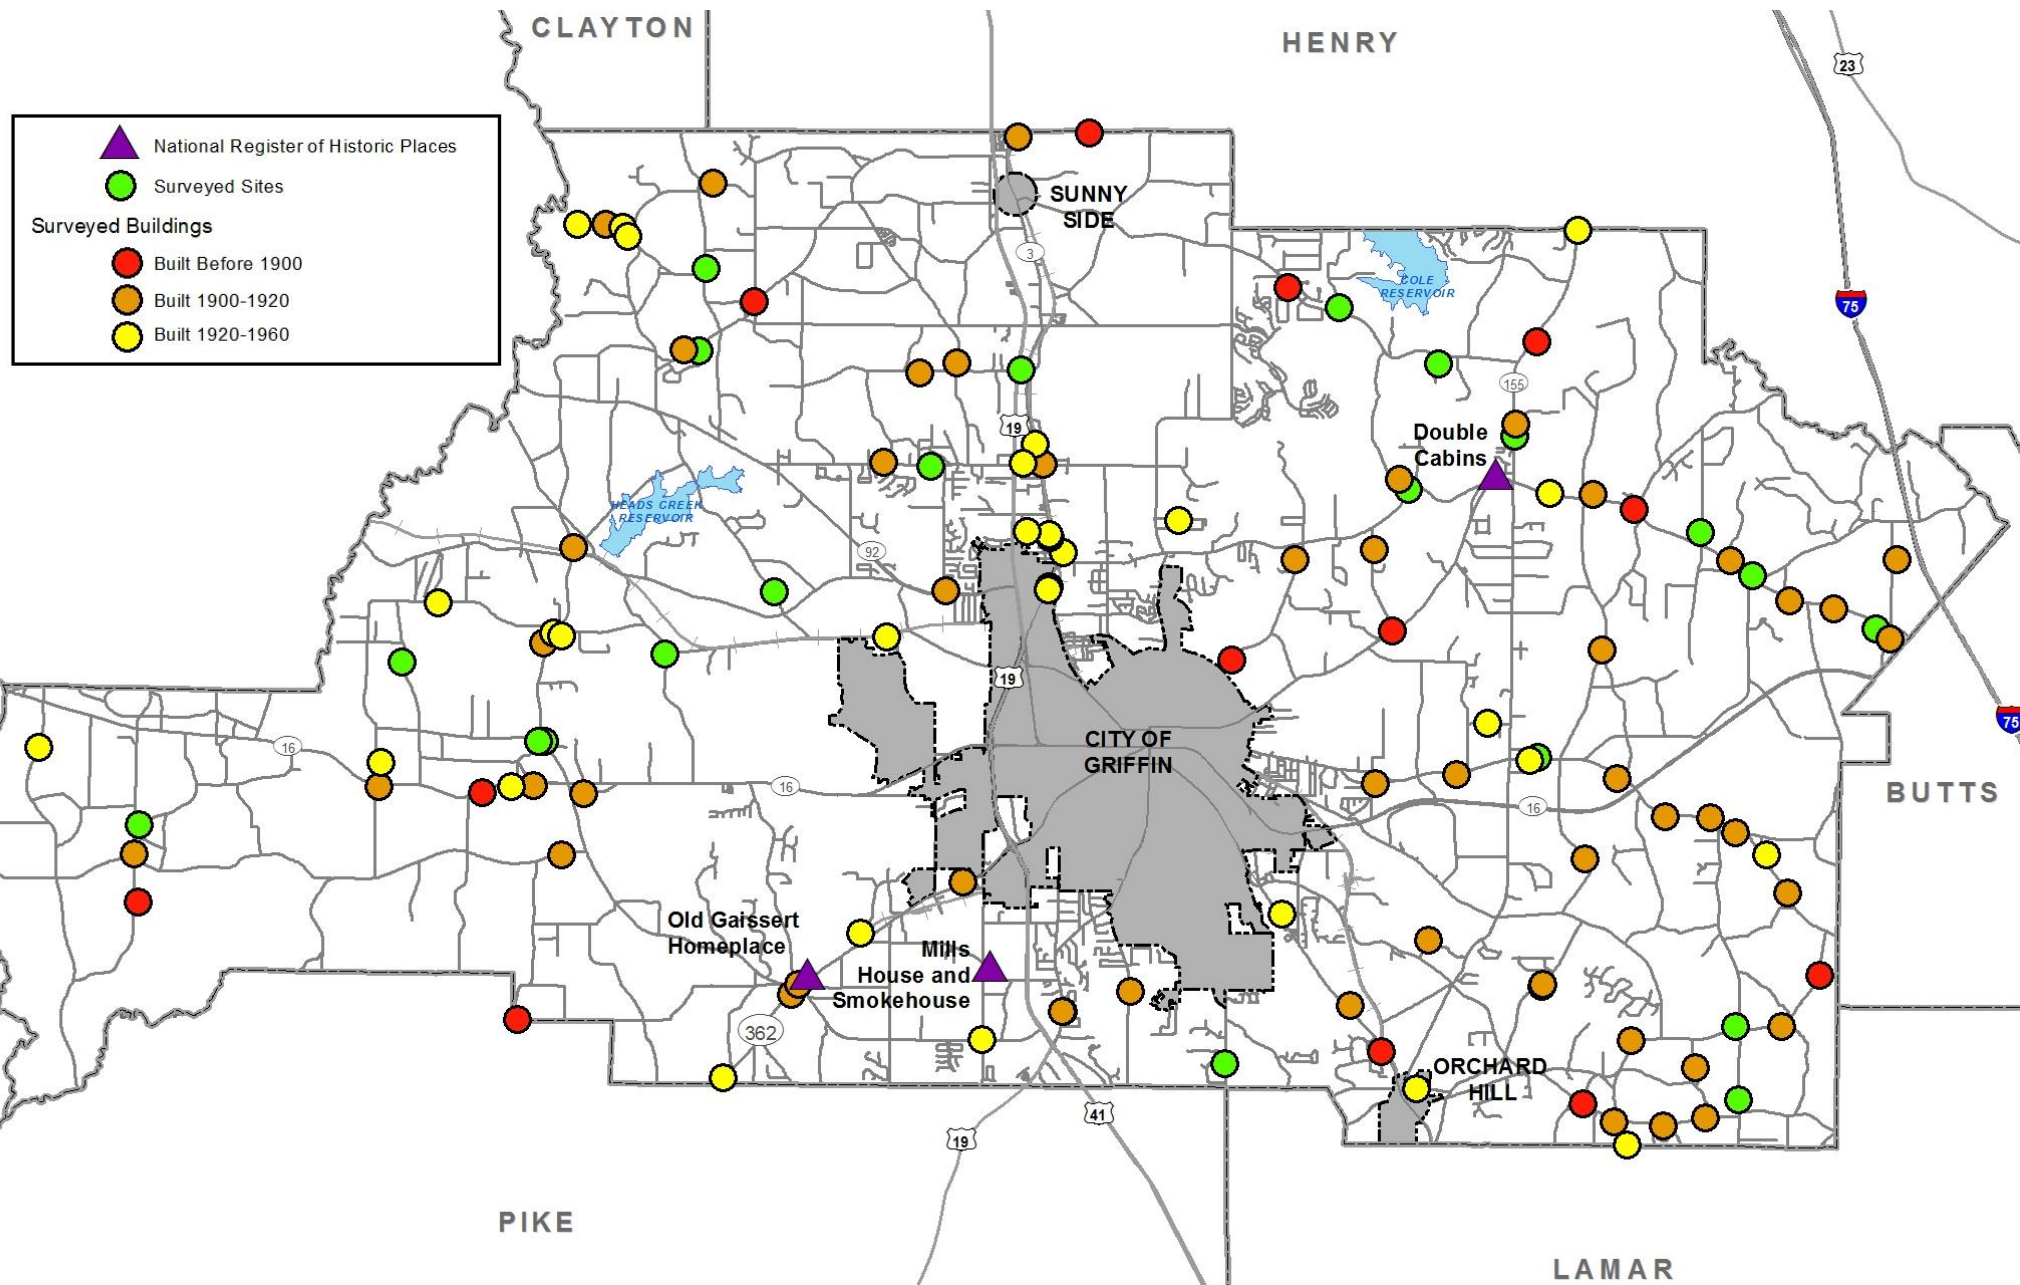 CLAYTON
HENRY
23
National Register of Historic Places
Surveyed Sites
Surveyed Buildings
Built Before 1900
Built 1900-1920
Built 1920-1960
SUNNY
SIDE
3
COLE
RESERVOIR
75
155
19
Double
Cabins
HEADS CREEK
RESERVOIR
92
19
75
16
CITY OF
GRIFFIN
16
16
BUTTS
Old Gaissert
Homeplace
Mills
House and
Smokehouse
362
ORCHARD
HILL
41
19
PIKE
LAMAR